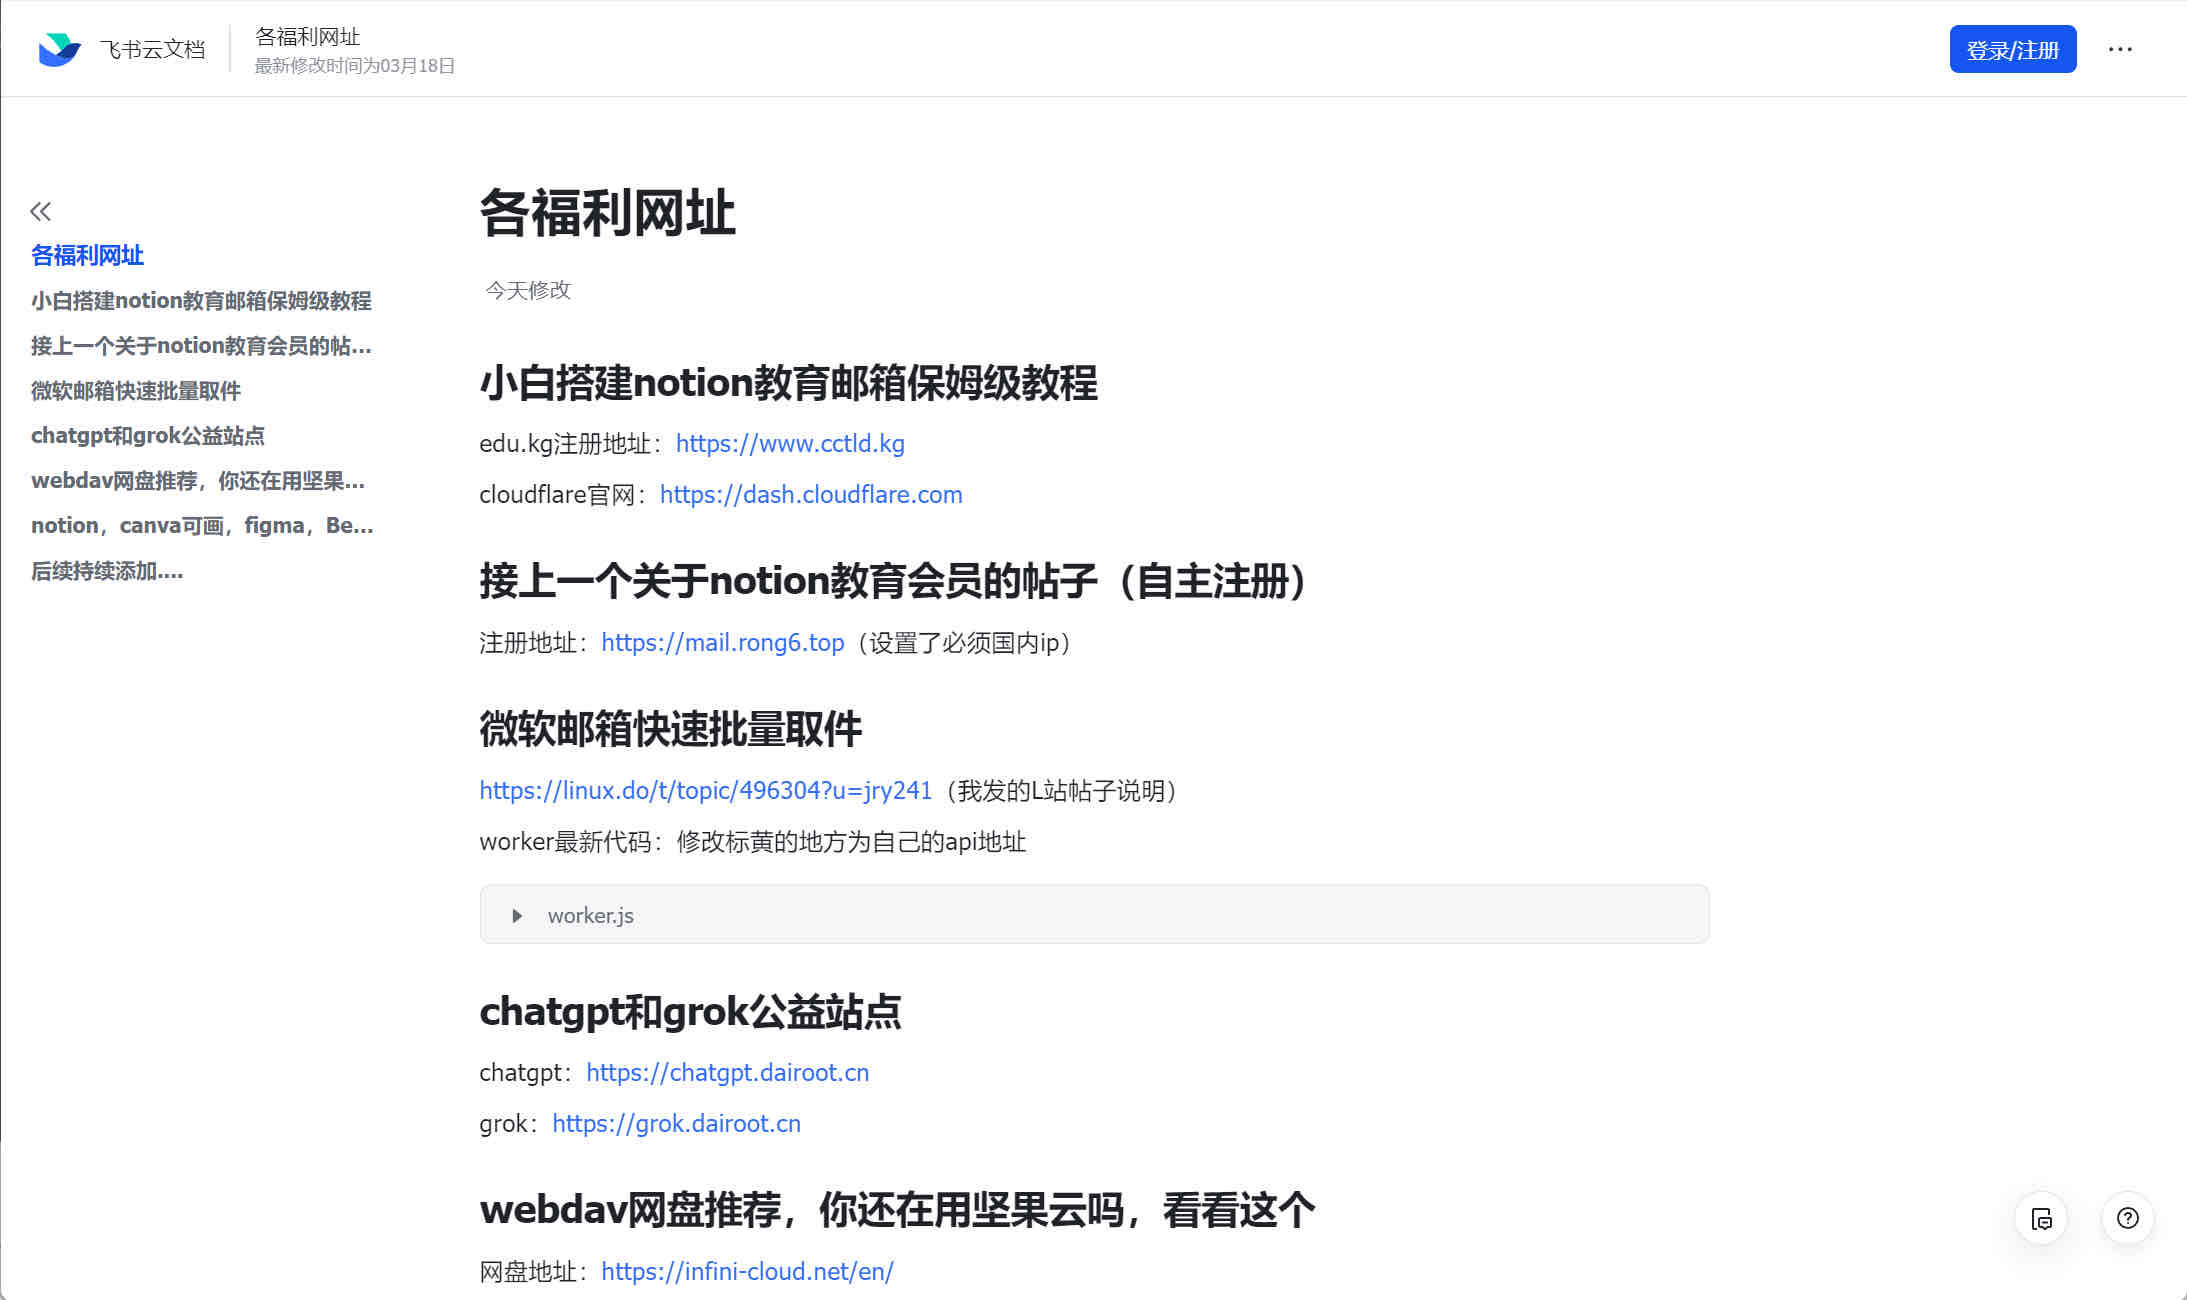 飞书云文档
各福利网址
最新修改时间为03月18日
登录/注册
各福利网址
小白搭建notion教育邮箱保姆级教程
接上一个关于notion教育会员的帖...
微软邮箱快速批量取件
chatgpt和grok公益站点
webdav网盘推荐，你还在用坚果...
notion，canva可画，figma，Be...
后续持续添加....
各福利网址
今天修改
小白搭建notion教育邮箱保姆级教程
edu.kg注册地址：https://www.cctld.kg
cloudflare官网：https://dash.cloudflare.com
接上一个关于notion教育会员的帖子（自主注册）
注册地址：https://mail.rong6.top（设置了必须国内ip）
微软邮箱快速批量取件
https://linux.do/t/topic/496304?u=jry241（我发的L站帖子说明）
worker最新代码：修改标黄的地方为自己的api地址
worker.js
chatgpt和grok公益站点
chatgpt：https://chatgpt.dairoot.cn
grok：https://grok.dairoot.cn
webdav网盘推荐，你还在用坚果云吗，看看这个
网盘地址：https://infini-cloud.net/en/